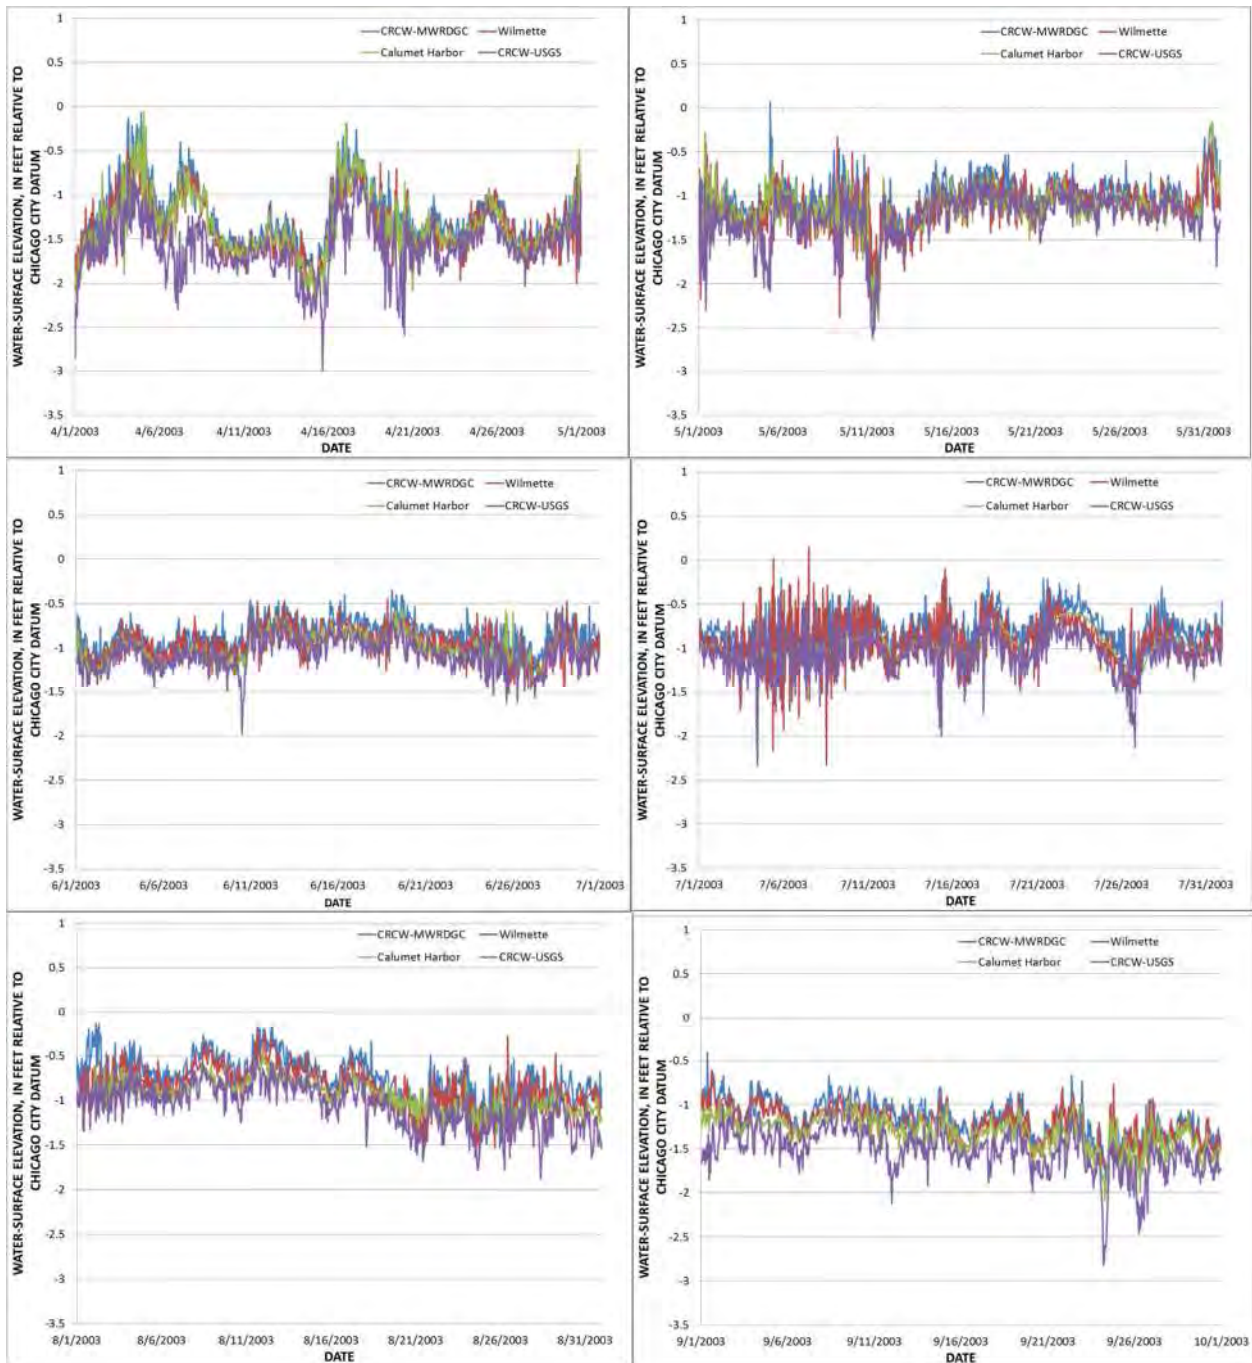 WATER-SURFACE ELEVATION, IN FEET RELATIVE TO
CHICAGO CITY DATUM
1
0.5
0
-0.5
-1
-1.5
-2
-2.5
-3
-3.5
CRCW-MWRDGC Wilmette
Calumet Harbor CRCW-USGS
4/1/2003 4/6/2003 4/11/2003 4/16/2003 4/21/2003 4/26/2003 5/1/2003
DATE
WATER-SURFACE ELEVATION, IN FEET RELATIVE TO
CHICAGO CITY DATUM
1
0.5
0
-0.5
-1
-1.5
-2
-2.5
-3
-3.5
CRCW-MWRDGC Wilmette
Calumet Harbor CRCW-USGS
5/1/2003 5/6/2003 5/11/2003 5/16/2003 5/21/2003 5/26/2003 5/31/2003
DATE
WATER-SURFACE ELEVATION, IN FEET RELATIVE TO
CHICAGO CITY DATUM
1
0.5
0
-0.5
-1
-1.5
-2
-2.5
-3
-3.5
CRCW-MWRDGC Wilmette
Calumet Harbor CRCW-USGS
6/1/2003 6/6/2003 6/11/2003 6/16/2003 6/21/2003 6/26/2003 7/1/2003
DATE
WATER-SURFACE ELEVATION, IN FEET RELATIVE TO
CHICAGO CITY DATUM
1
0.5
0
-0.5
-1
-1.5
-2
-2.5
-3
-3.5
CRCW-MWRDGC Wilmette
Calumet Harbor CRCW-USGS
7/1/2003 7/6/2003 7/11/2003 7/16/2003 7/21/2003 7/26/2003 7/31/2003
DATE
WATER-SURFACE ELEVATION, IN FEET RELATIVE TO
CHICAGO CITY DATUM
1
0.5
0
-0.5
-1
-1.5
-2
-2.5
-3
-3.5
CRCW-MWRDGC Wilmette
Calumet Harbor CRCW-USGS
8/1/2003 8/6/2003 8/11/2003 8/16/2003 8/21/2003 8/26/2003 8/31/2003
DATE
WATER-SURFACE ELEVATION, IN FEET RELATIVE TO
CHICAGO CITY DATUM
1
0.5
0
-0.5
-1
-1.5
-2
-2.5
-3
-3.5
CRCW-MWRDGC Wilmette
Calumet Harbor CRCW-USGS
9/1/2003 9/6/2003 9/11/2003 9/16/2003 9/21/2003 9/26/2003 10/1/2003
DATE